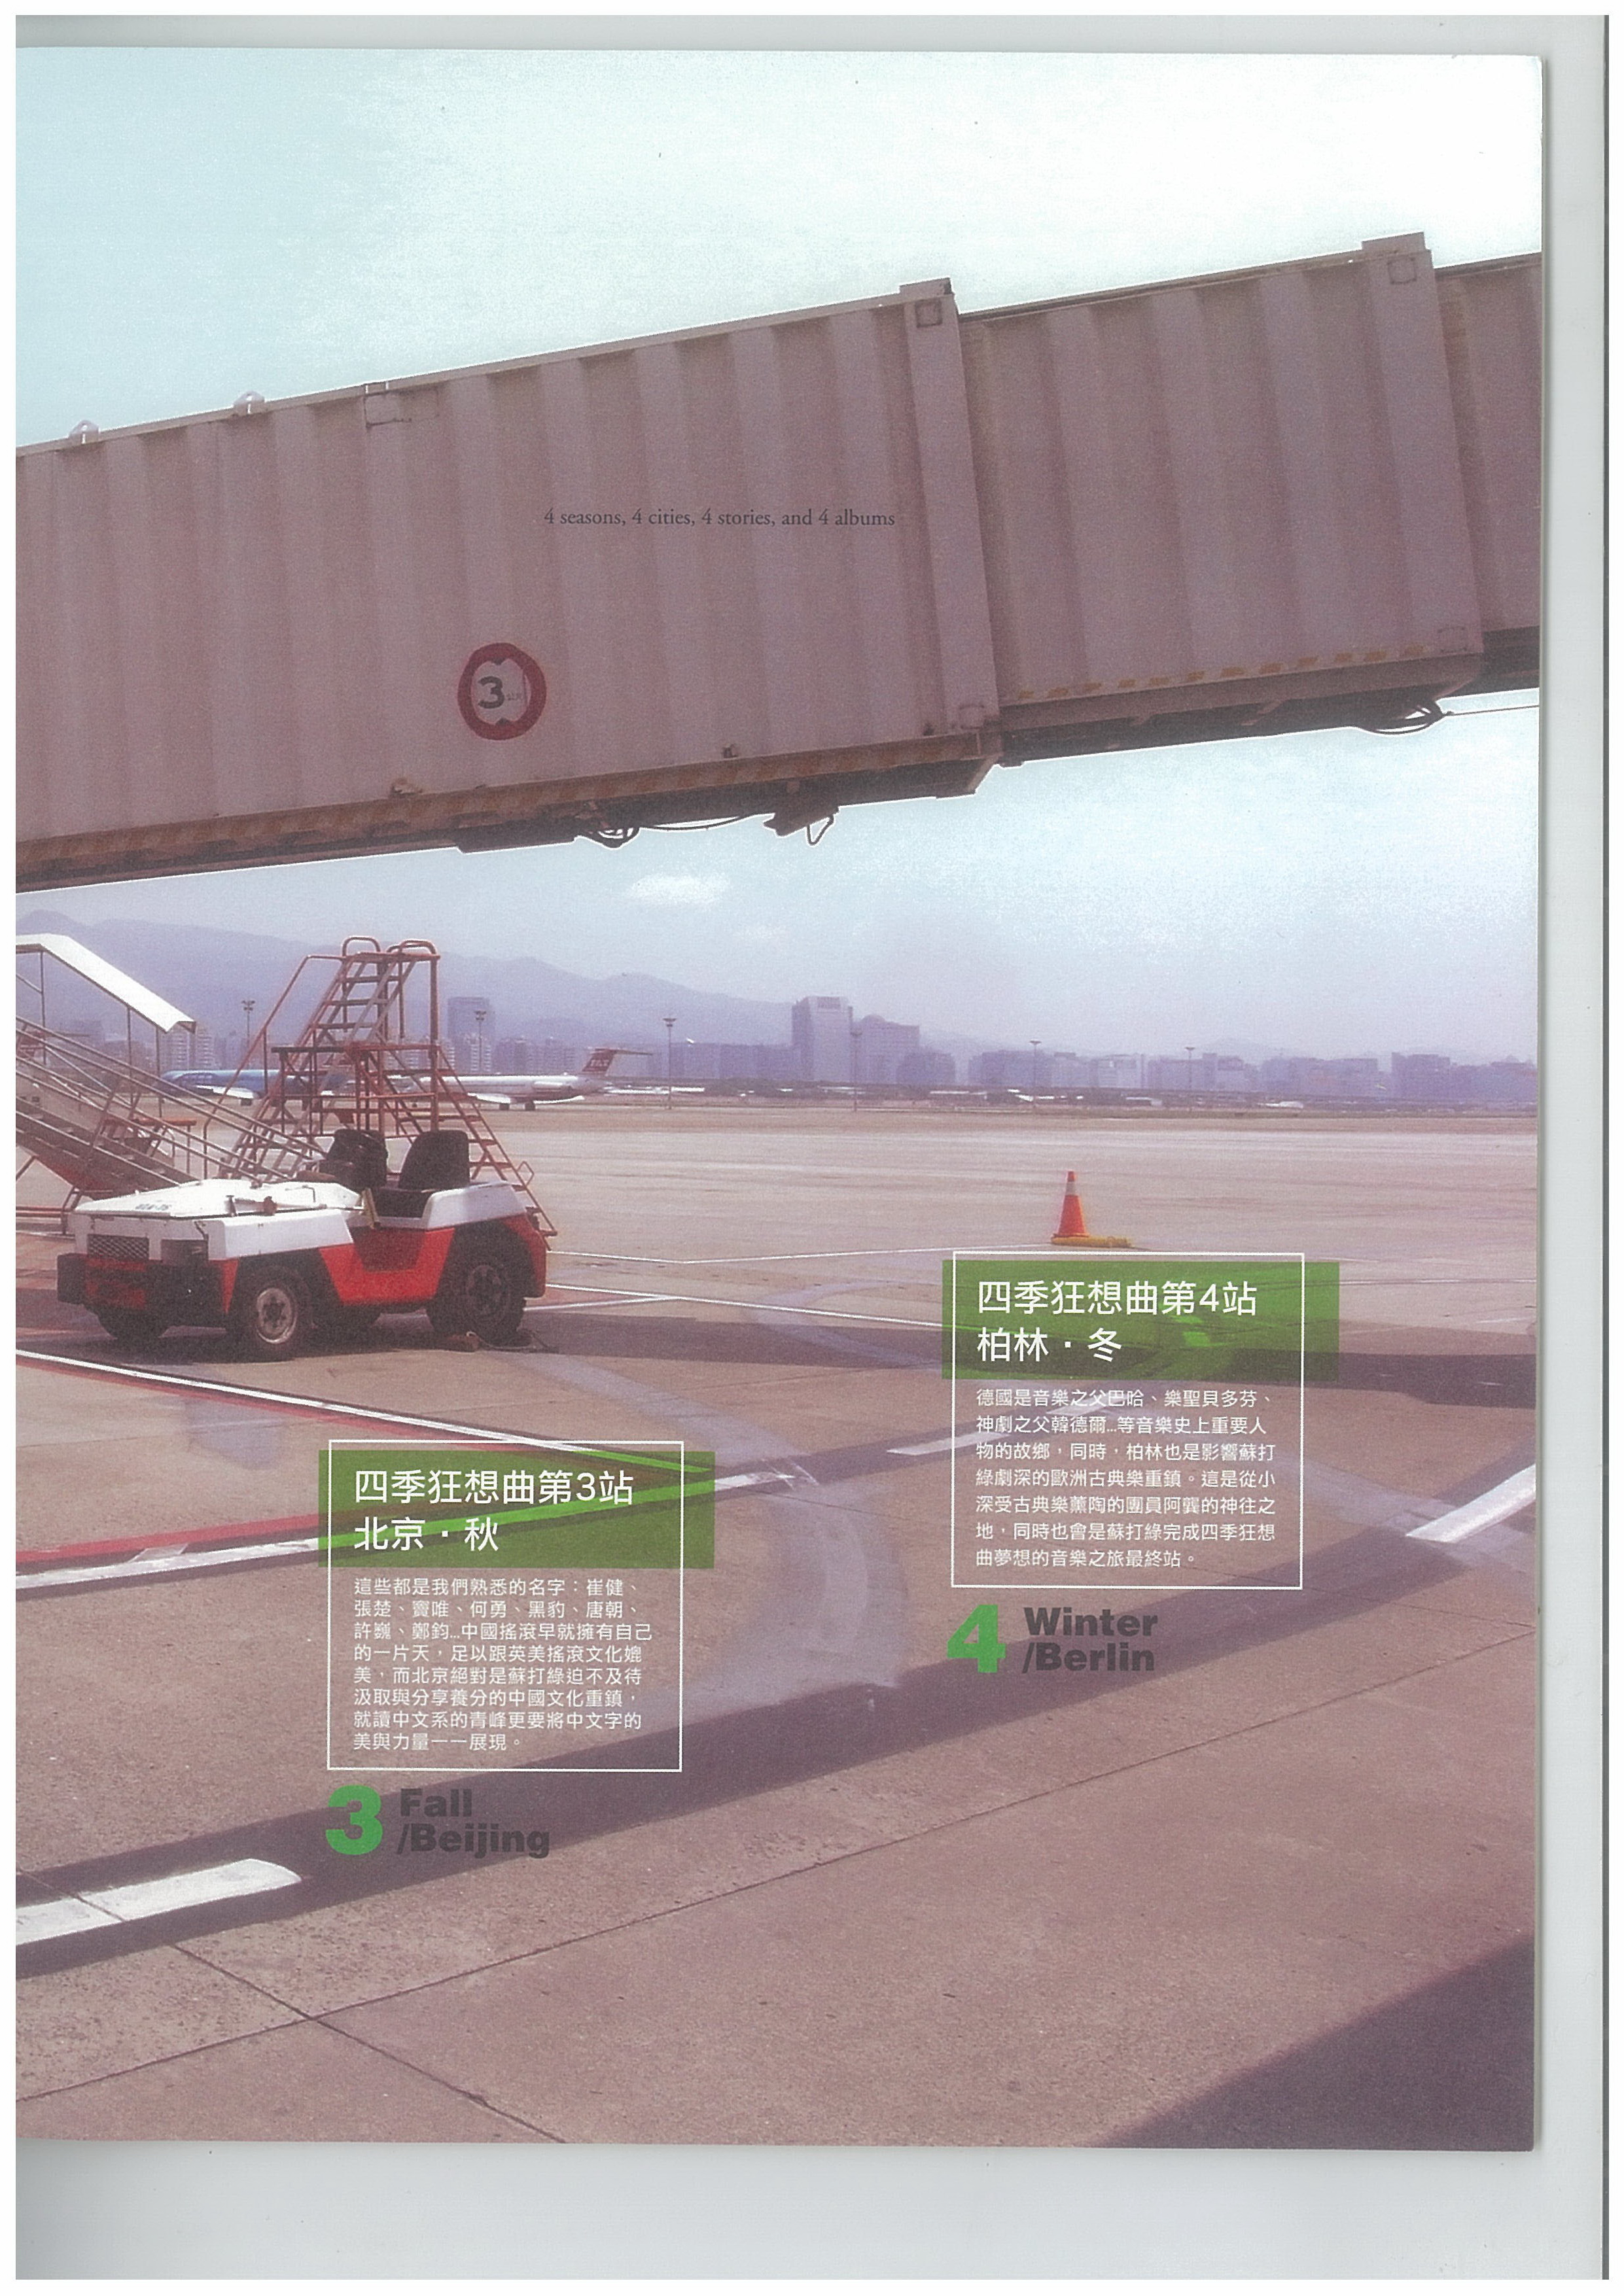 4 seasons, 4 cities, 4 stories, and 4 albums
3
四季狂想曲第4站
柏林·冬
德國是音樂之父巴哈、樂聖貝多芬、
神劇之父韓德爾…等音樂史上重要人
物的故鄉，同時，柏林也是影響蘇打
綠劇深的歐洲古典樂重鎮。這是從小
深受古典樂薰陶的團員阿龔的神往之
地，同時也會是蘇打綠完成四季狂想
曲夢想的音樂之旅最終站。
4 Winter
/Berlin
四季狂想曲第3站
北京·秋
這些都是我們熟悉的名字：崔健、
張楚、竇唯、何勇、黑豹、唐朝、
許巍、鄭鈞…中國搖滾早就擁有自己
的一片天，足以跟英美搖滾文化媲
美，而北京絕對是蘇打綠迫不及待
汲取與分享養分的中國文化重鎮，
就讀中文系的青峰更要將中文字的
美與力量一一展現。
3 Fall
/Beijing